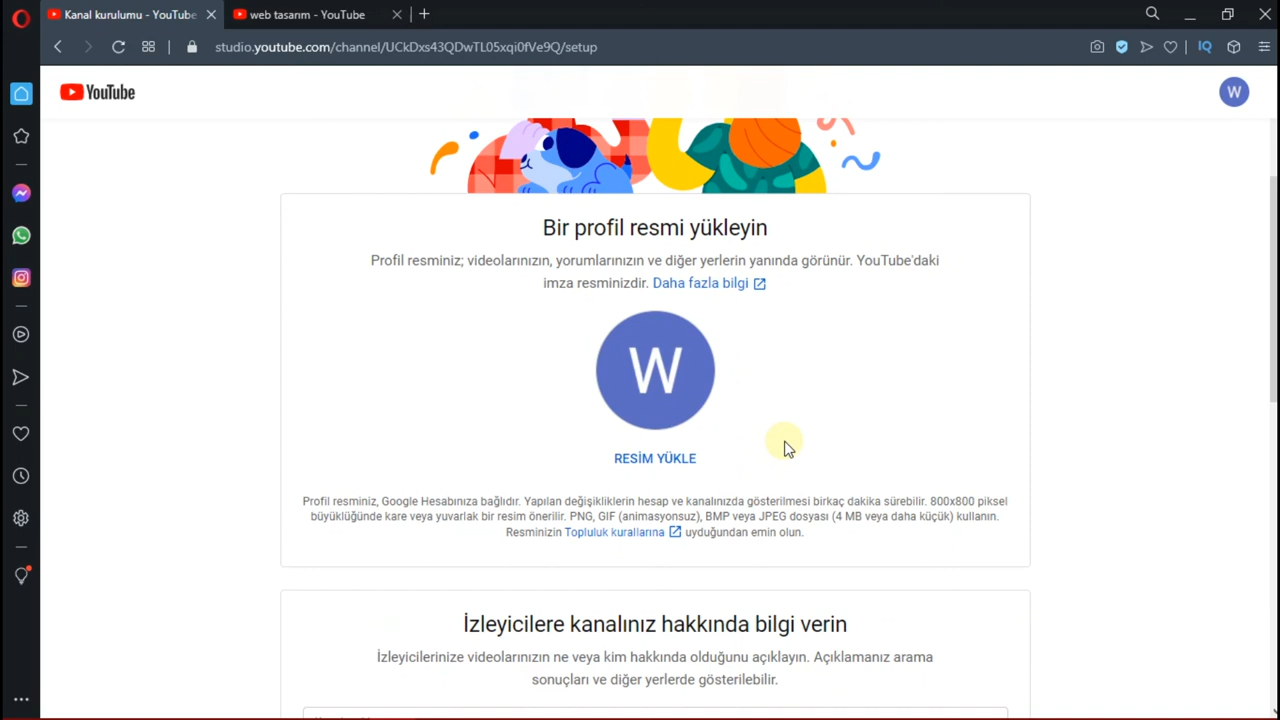 Kanal kurulumu - YouTube
web tasarım - YouTube
studio.youtube.com/channel/UCkDxs43QDwTL05xqi0fVe9Q/setup
IQ
YouTube
W
Bir profil resmi yükleyin
Profil resminiz; videolarınızın, yorumlarınızın ve diğer yerlerin yanında görünür. YouTube'daki
imza resminizdir. Daha fazla bilgi
W
RESİM YÜKLE
Profil resminiz, Google Hesabınıza bağlıdır. Yapılan değişikliklerin hesap ve kanalınızda gösterilmesi birkaç dakika sürebilir. 800x800 piksel
büyüklüğünde kare veya yuvarlak bir resim önerilir. PNG, GIF (animasyonsuz), BMP veya JPEG dosyası (4 MB veya daha küçük) kullanın.
Resminizin Topluluk kurallarına uyduğundan emin olun.
İzleyicilere kanalınız hakkında bilgi verin
İzleyicilerinize videolarınızın ne veya kim hakkında olduğunu açıklayın. Açıklamanız arama
sonuçları ve diğer yerlerde gösterilebilir.